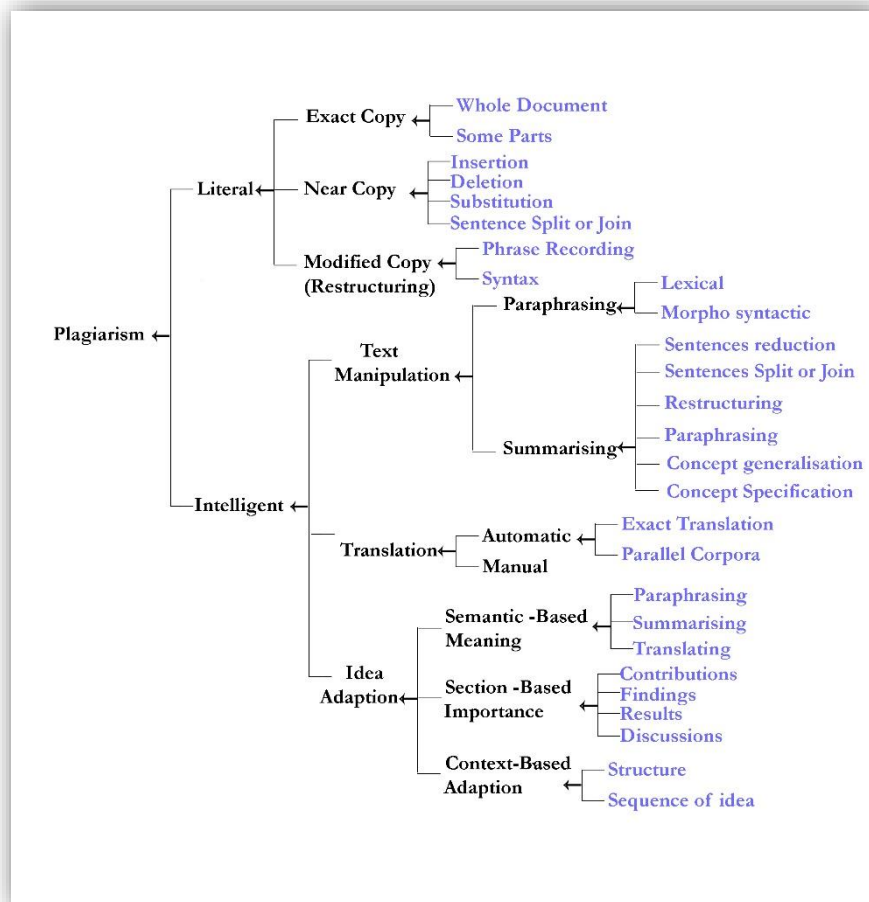 Whole Document
Exact Copy
Some Parts
Insertion
Deletion
Literal
Near Copy
Substitution
Sentence Split or Join
Phrase Recording
Modified Copy
(Restructuring)
Syntax
Lexical
Paraphrasing
Morpho syntactic
Plagiarism
Text
Manipulation
Sentences reduction
Sentences Split or Join
Restructuring
Paraphrasing
Summarising
Concept generalisation
Concept Specification
Intelligent
Exact Translation
Automatic
Translation
Parallel Corpora
Manual
Paraphrasing
Semantic -Based
Meaning
Summarising
Translating
Idea
Adaption
Contributions
Section -Based
Importance
Findings
Results
Discussions
Context-Based
Adaption
Structure
Sequence of idea